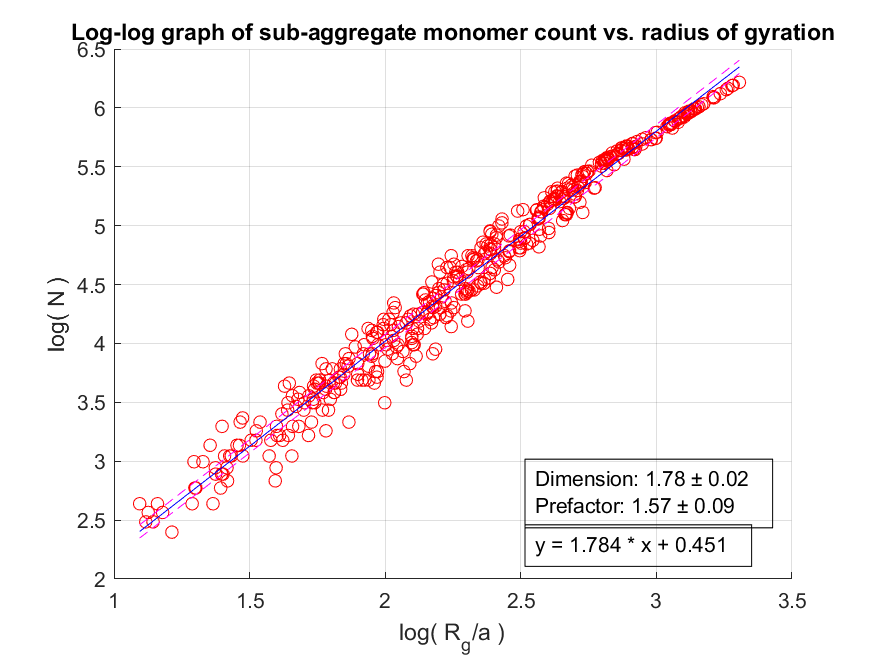 Log-log graph of sub-aggregate monomer count vs. radius of gyration
6.5
6
5.5
5
4.5
4
3.5
3
2.5
2
log( N )
Dimension: 1.78 ± 0.02
Prefactor: 1.57 ± 0.09
y = 1.784 * x + 0.451
1 1.5 2 2.5 3 3.5
log( R_g/a )